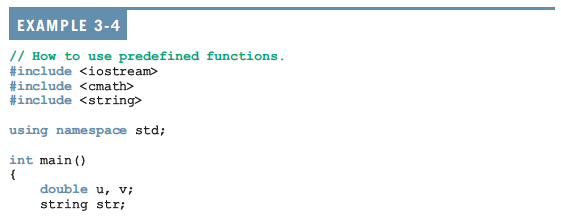 EXAMPLE 3-4
// How to use predefined functions.
#include <iostream>
#include <cmath>
#include <string>
using namespace std;
int main()
{
double u, v;
string str;